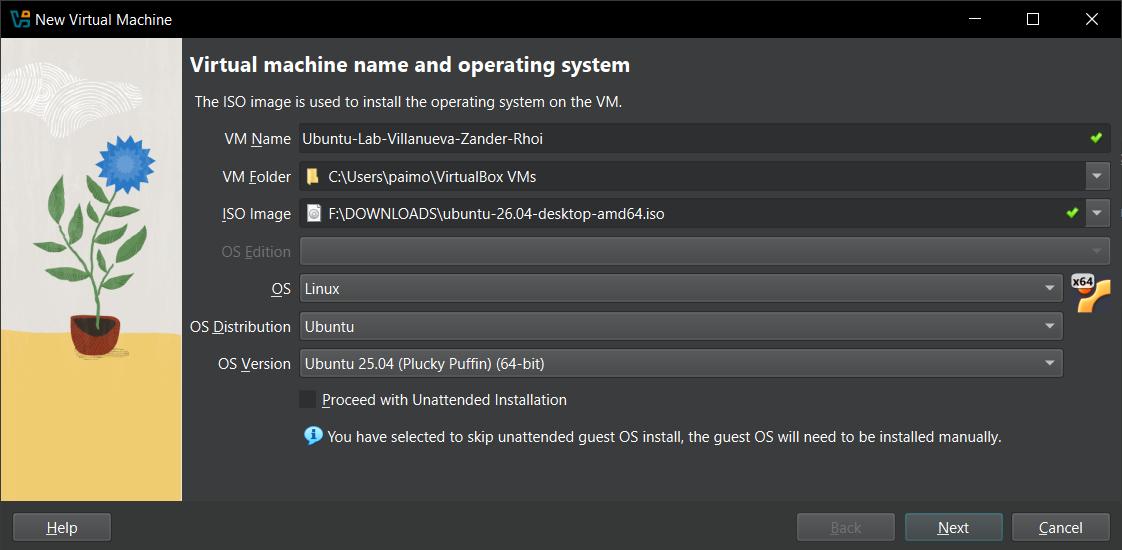 New Virtual Machine
Virtual machine name and operating system
The ISO image is used to install the operating system on the VM.
VM Name Ubuntu-Lab-Villanueva-Zander-Rhoi
VM Folder C:\Users\paimo\VirtualBox VMs
ISO Image F:\DOWNLOADS\ubuntu-26.04-desktop-amd64.iso
OS Edition
OS Linux x64
OS Distribution Ubuntu
OS Version Ubuntu 25.04 (Plucky Puffin) (64-bit)
Proceed with Unattended Installation
You have selected to skip unattended guest OS install, the guest OS will need to be installed manually.
Help Back Next Cancel